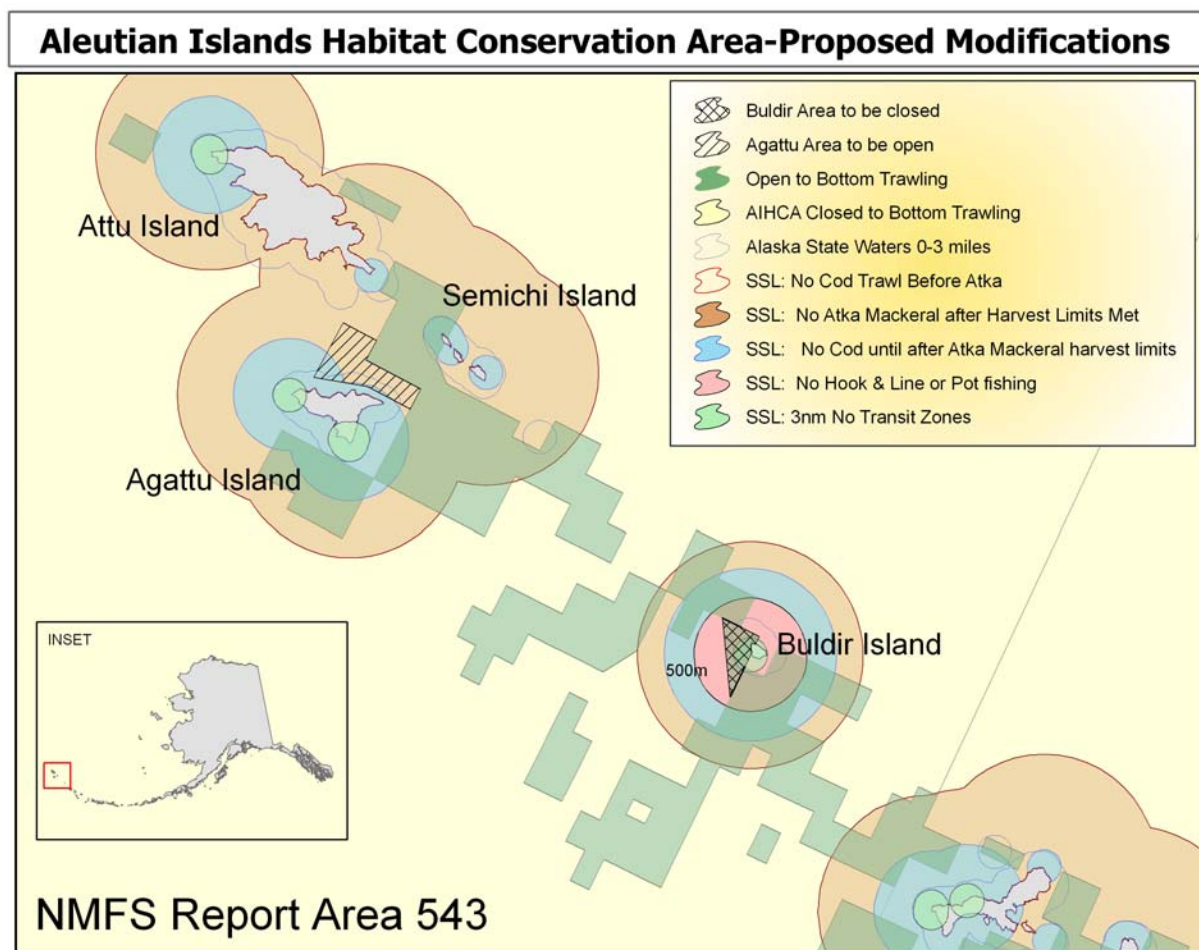 Aleutian Islands Habitat Conservation Area-Proposed Modifications
Buldir Area to be closed
Agattu Area to be open
Open to Bottom Trawling
AIHCA Closed to Bottom Trawling
Alaska State Waters 0-3 miles
SSL: No Cod Trawl Before Atka
SSL: No Atka Mackeral after Harvest Limits Met
SSL: No Cod until after Atka Mackeral harvest limits
SSL: No Hook & Line or Pot fishing
SSL: 3nm No Transit Zones
Attu Island
Semichi Island
Agattu Island
Buldir Island
500m
INSET
NMFS Report Area 543